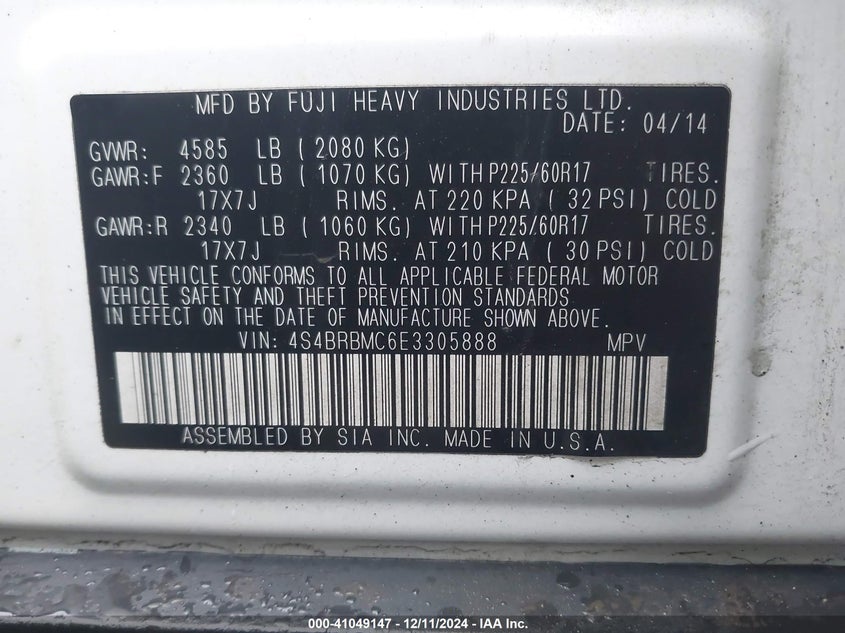 MFD BY FUJI HEAVY INDUSTRIES LTD.
DATE: 04/14
GVWR: 4585 LB ( 2080 KG)
GAWR:F 2360 LB ( 1070 KG) WITH P225/60R17 TIRES.
17X7J RIMS. AT 220 KPA ( 32 PSI) COLD
GAWR:R 2340 LB ( 1060 KG) WITH P225/60R17 TIRES.
17X7J RIMS. AT 210 KPA ( 30 PSI) COLD
THIS VEHICLE CONFORMS TO ALL APPLICABLE FEDERAL MOTOR
VEHICLE SAFETY AND THEFT PREVENTION STANDARDS
IN EFFECT ON THE DATE OF MANUFACTURE SHOWN ABOVE.
VIN: 4S4BRBMC6E3305888 MPV
ASSEMBLED BY SIA INC. MADE IN U.S.A.
000-41049147 - 12/11/2024 - IAA Inc.